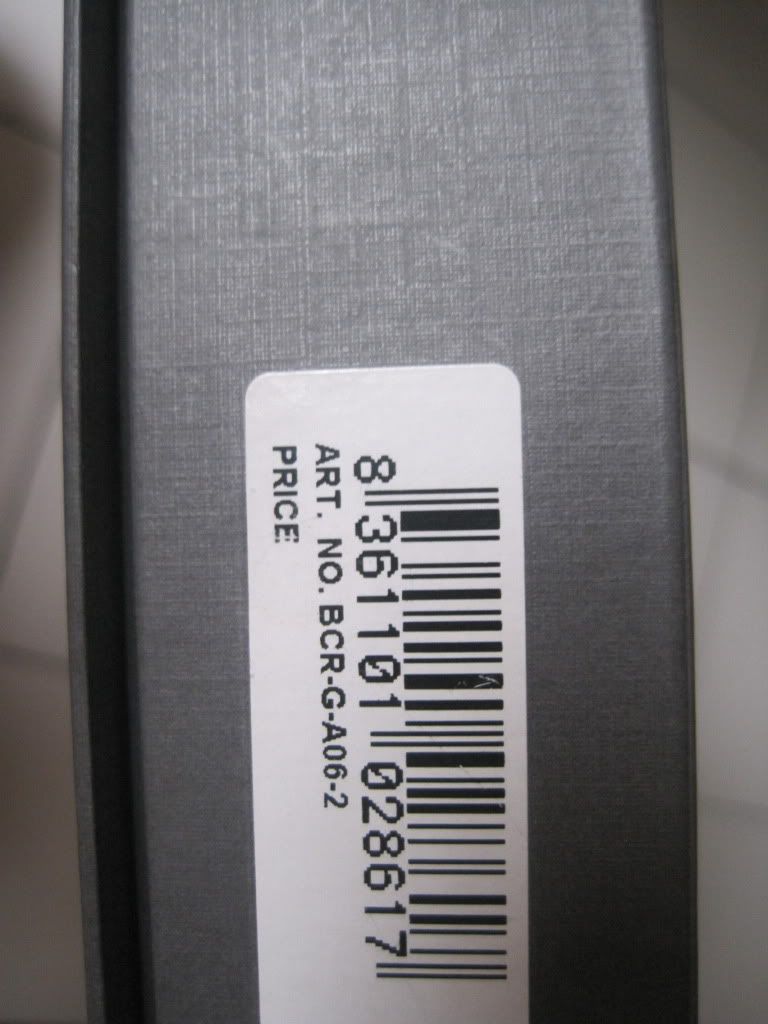 8 361101 028617
ART. NO. BCR-G-A06-2
PRICE: